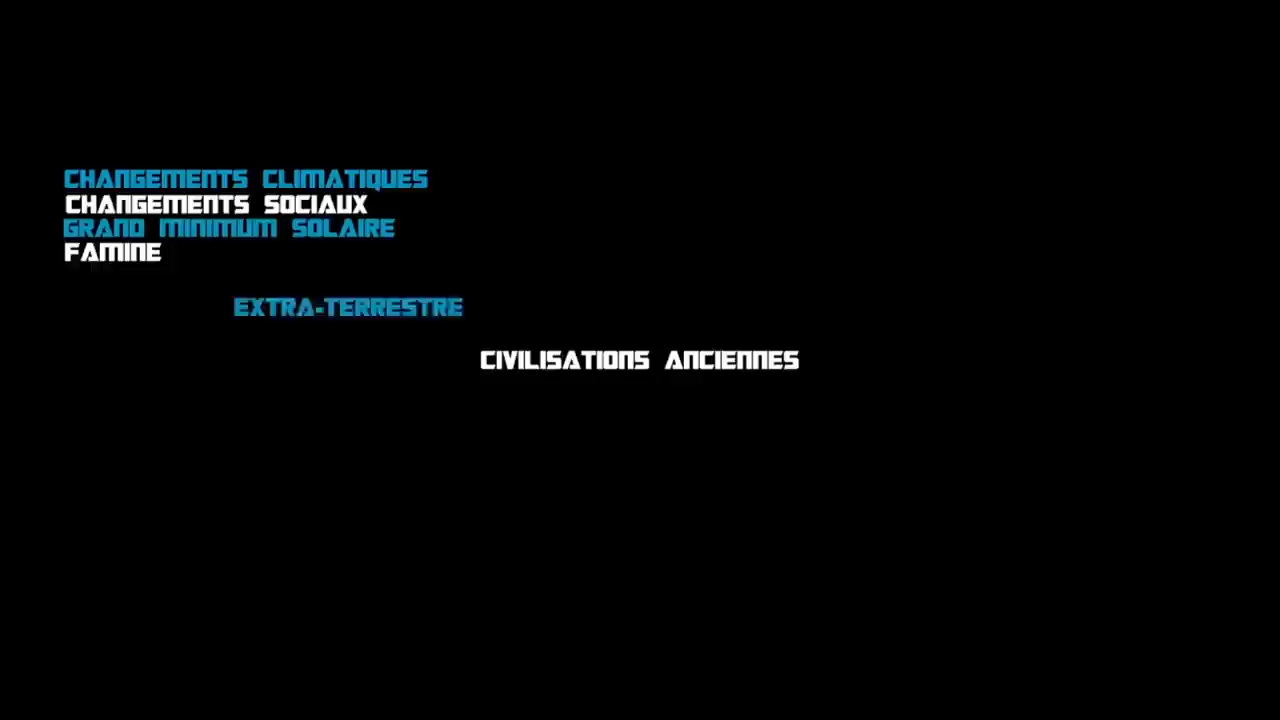 CHANGEMENTS CLIMATIQUES
CHANGEMENTS SOCIAUX
GRAND MINIMUM SOLAIRE
FAMINE
EXTRA-TERRESTRE
CIVILISATIONS ANCIENNES